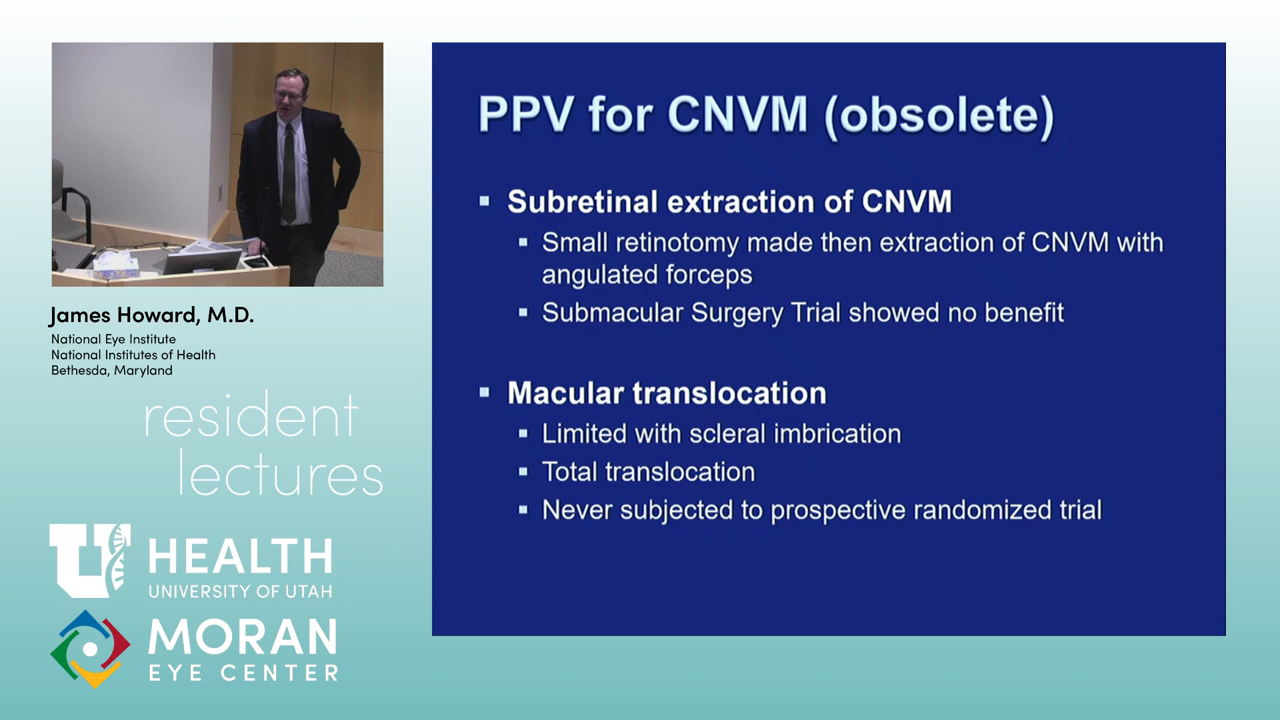 PPV for CNVM (obsolete)
Subretinal extraction of CNVM
Small retinotomy made then extraction of CNVM with
angulated forceps
Submacular Surgery Trial showed no benefit
Macular translocation
Limited with scleral imbrication
Total translocation
Never subjected to prospective randomized trial
James Howard, M.D.
National Eye Institute
National Institutes of Health
Bethesda, Maryland
resident
lectures
U HEALTH
UNIVERSITY OF UTAH
MORAN
EYE CENTER